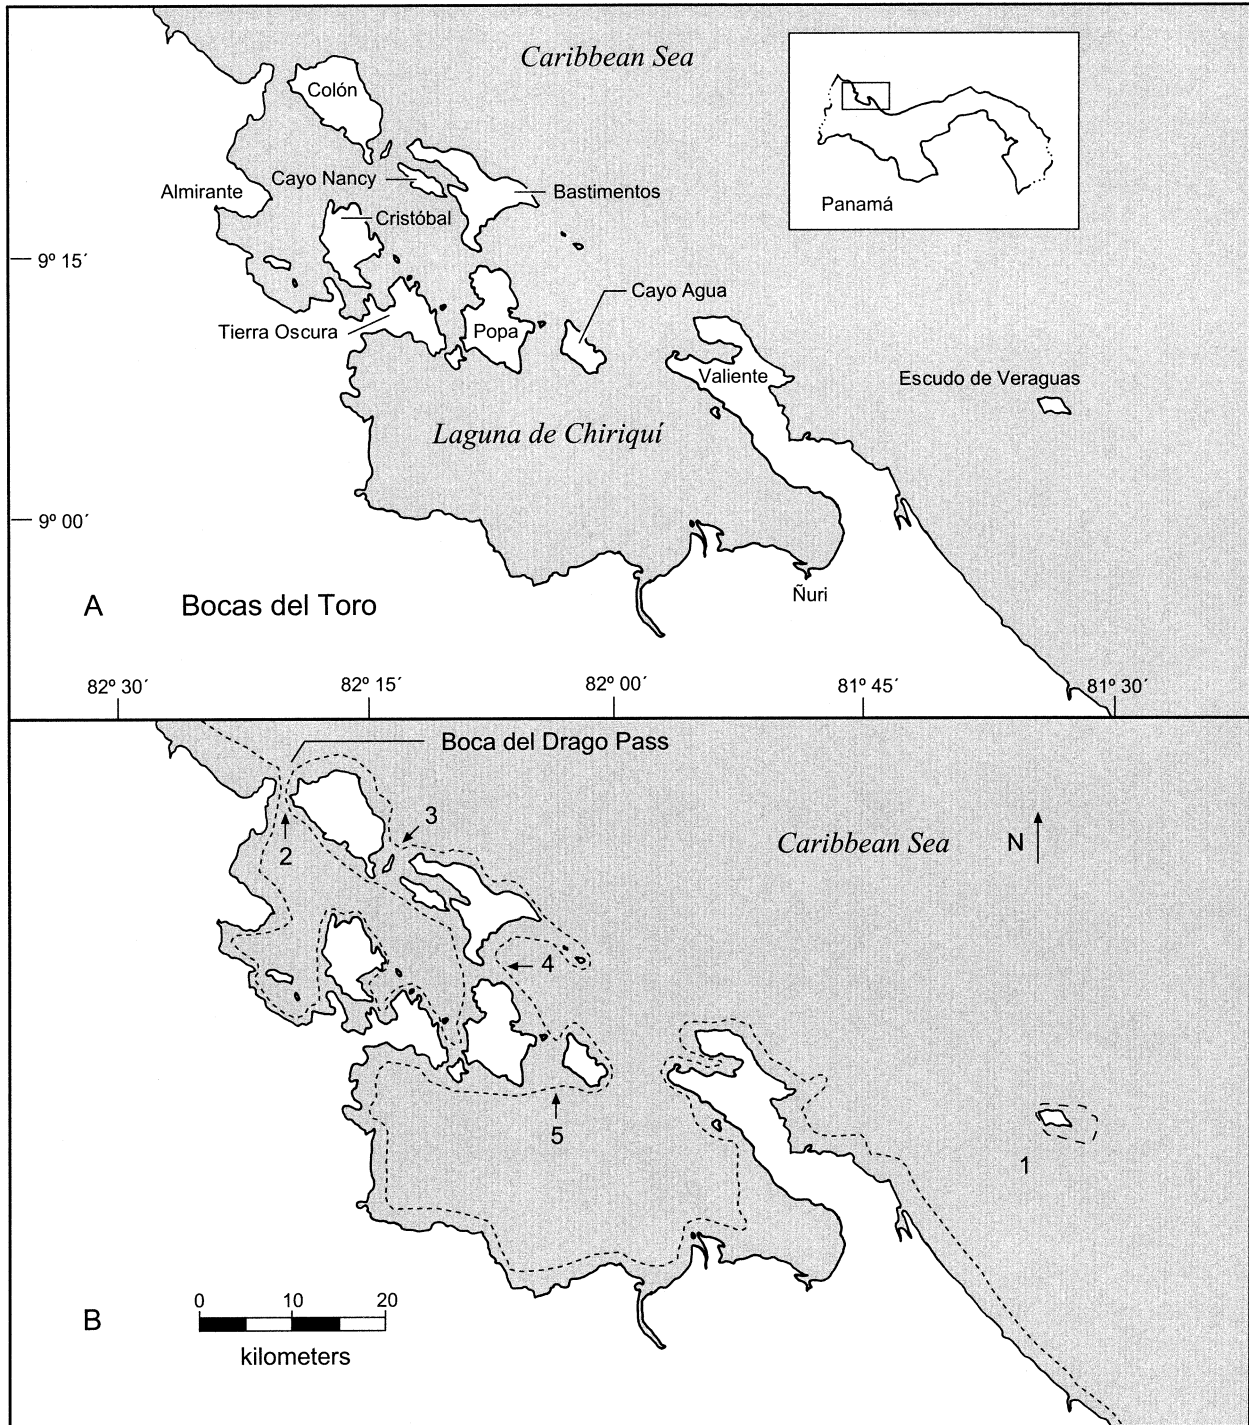 Caribbean Sea
Colón
Cayo Nancy
Almirante
Bastimentos
Panamá
Cristóbal
9º 15´
Cayo Agua
Tierra Oscura
Popa
Valiente
Escudo de Veraguas
Laguna de Chiriquí
9º 00´
Ñuri
A
Bocas del Toro
82º 30´
82º 15´
82º 00´
81º 45´
81º 30´
Boca del Drago Pass
3
Caribbean Sea
N
2
4
5
1
0
10
20
B
kilometers